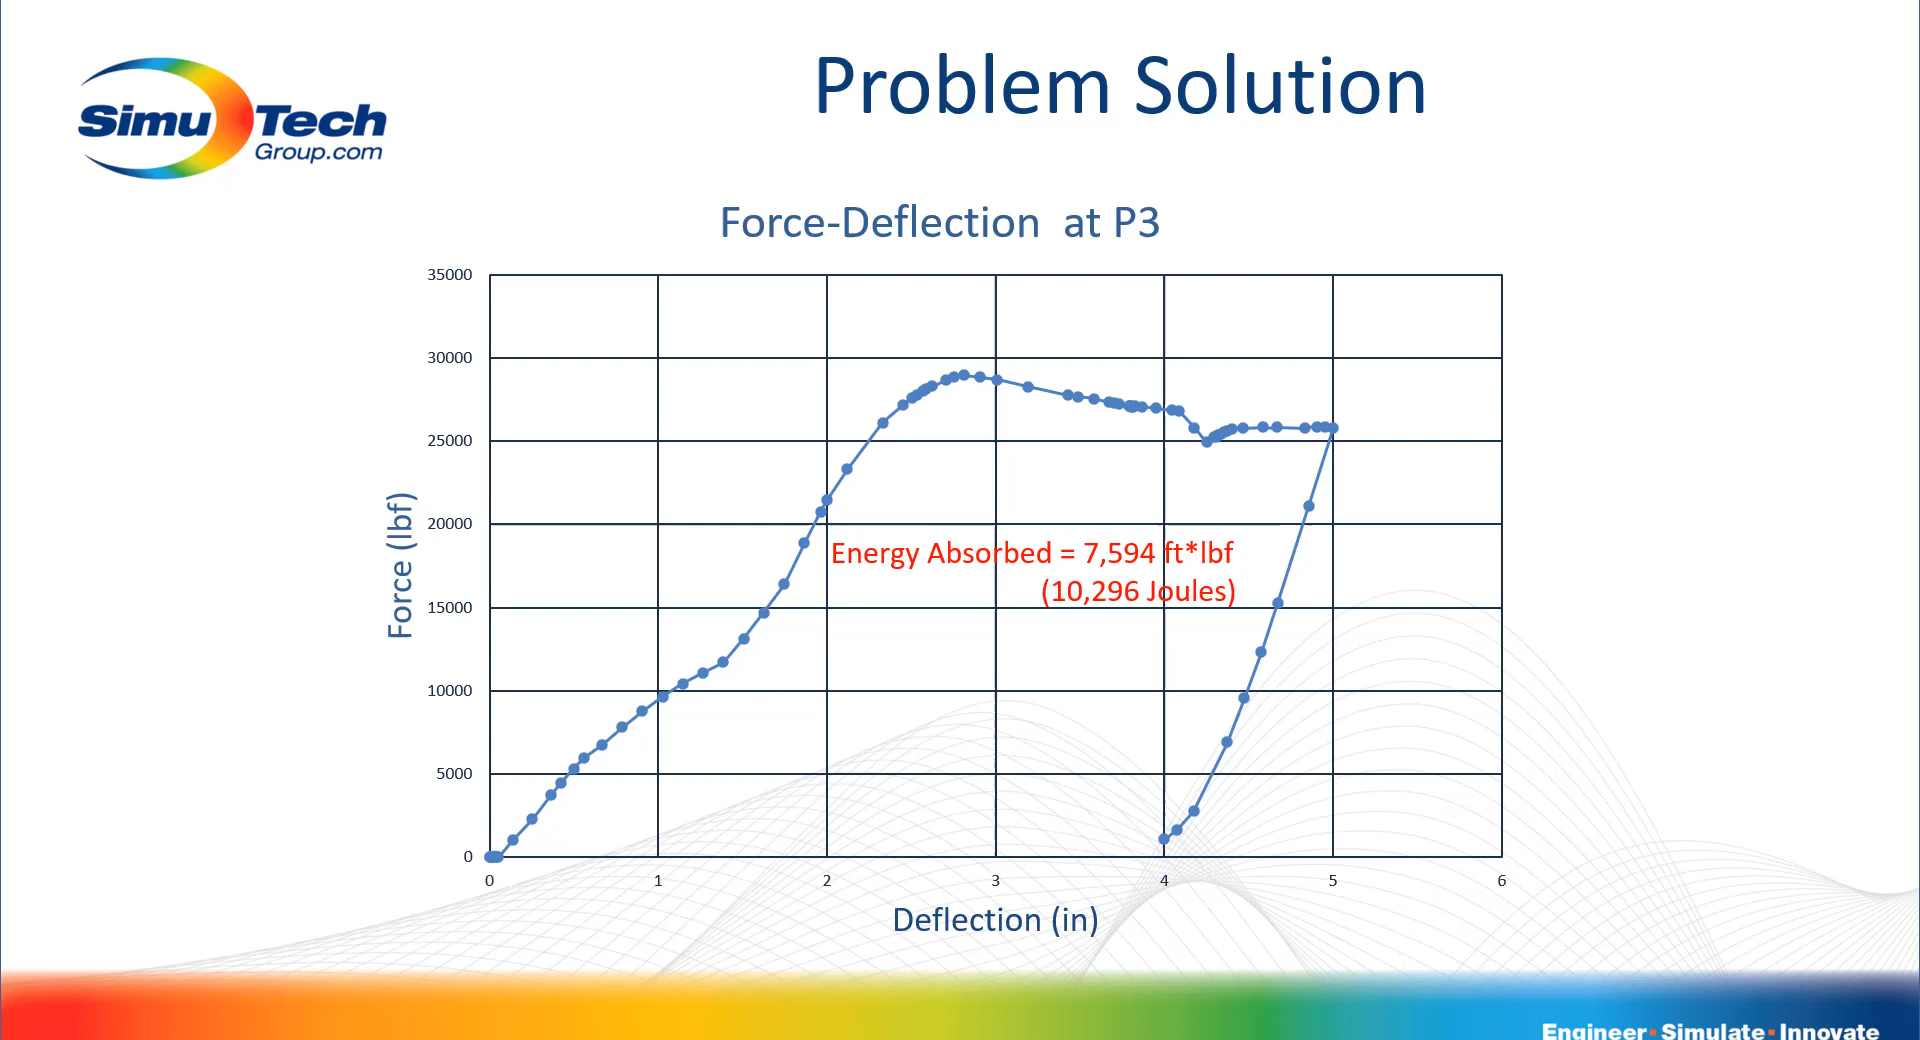 Problem Solution
Simu Tech
Group.com
Force-Deflection at P3
35000
30000
25000
20000
15000
10000
5000
0
Force (lbf)
Energy Absorbed = 7,594 ft*lbf
(10,296 Joules)
0 1 2 3 4 5 6
Deflection (in)
Engineer▪Simulate▪Innovate